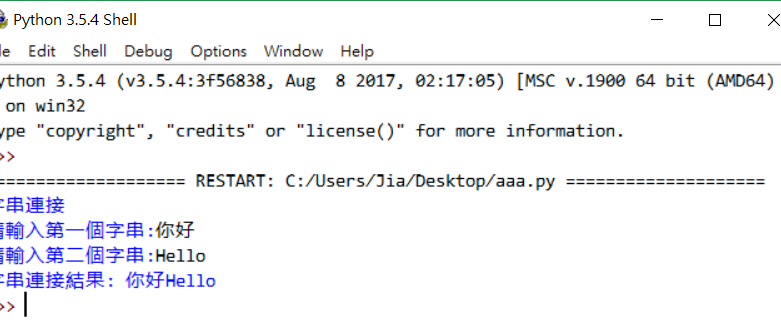 Python 3.5.4 Shell
le Edit Shell Debug Options Window Help
ython 3.5.4 (v3.5.4:3f56838, Aug  8 2017, 02:17:05) [MSC v.1900 64 bit (AMD64)
 on win32
ype "copyright", "credits" or "license()" for more information.
>>
=================== RESTART: C:/Users/Jia/Desktop/aaa.py ====================
字串連接
請輸入第一個字串:你好
請輸入第二個字串:Hello
字串連接結果: 你好Hello
>>